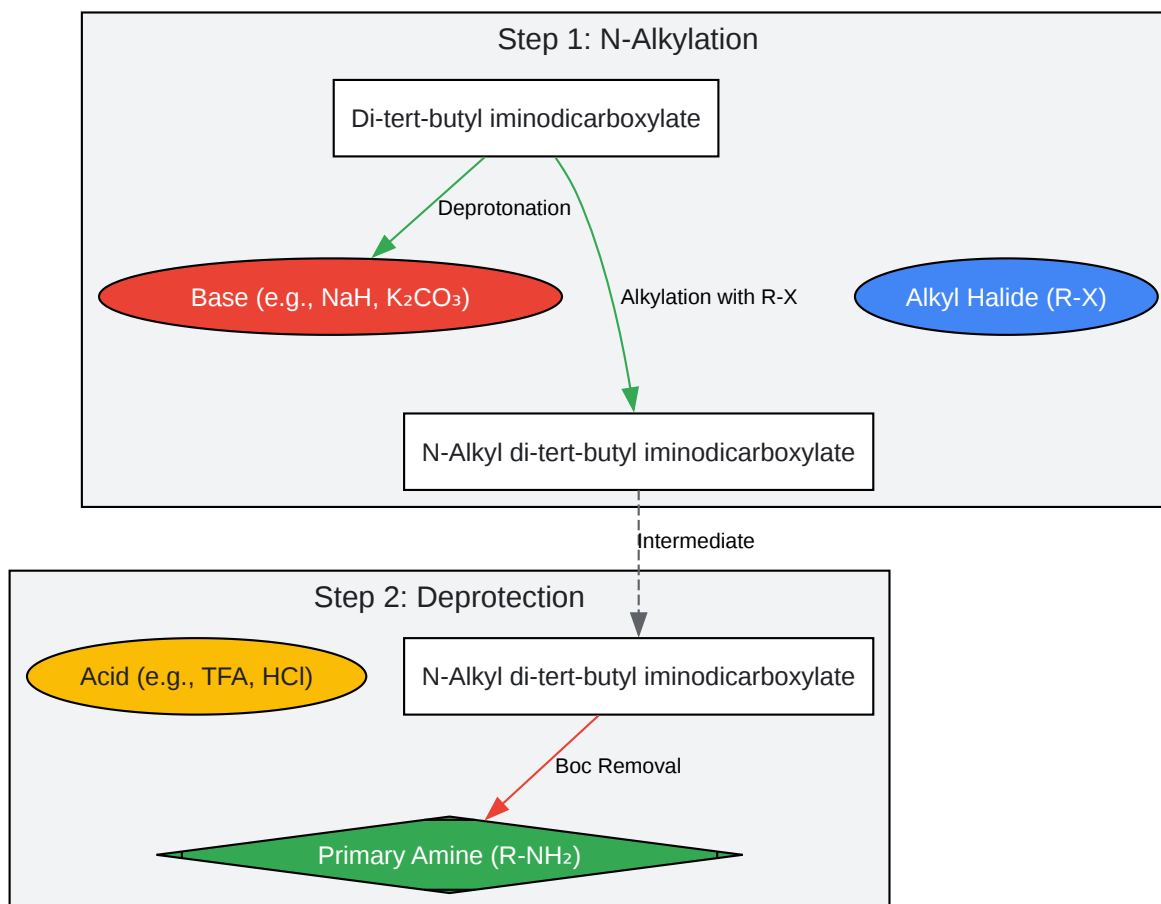 Step 1: N-Alkylation
Di-tert-butyl iminodicarboxylate
Deprotonation
Base (e.g., NaH, K₂CO₃)
Alkylation with R-X
Alkyl Halide (R-X)
N-Alkyl di-tert-butyl iminodicarboxylate
Intermediate
Step 2: Deprotection
Acid (e.g., TFA, HCl)
N-Alkyl di-tert-butyl iminodicarboxylate
Boc Removal
Primary Amine (R-NH₂)